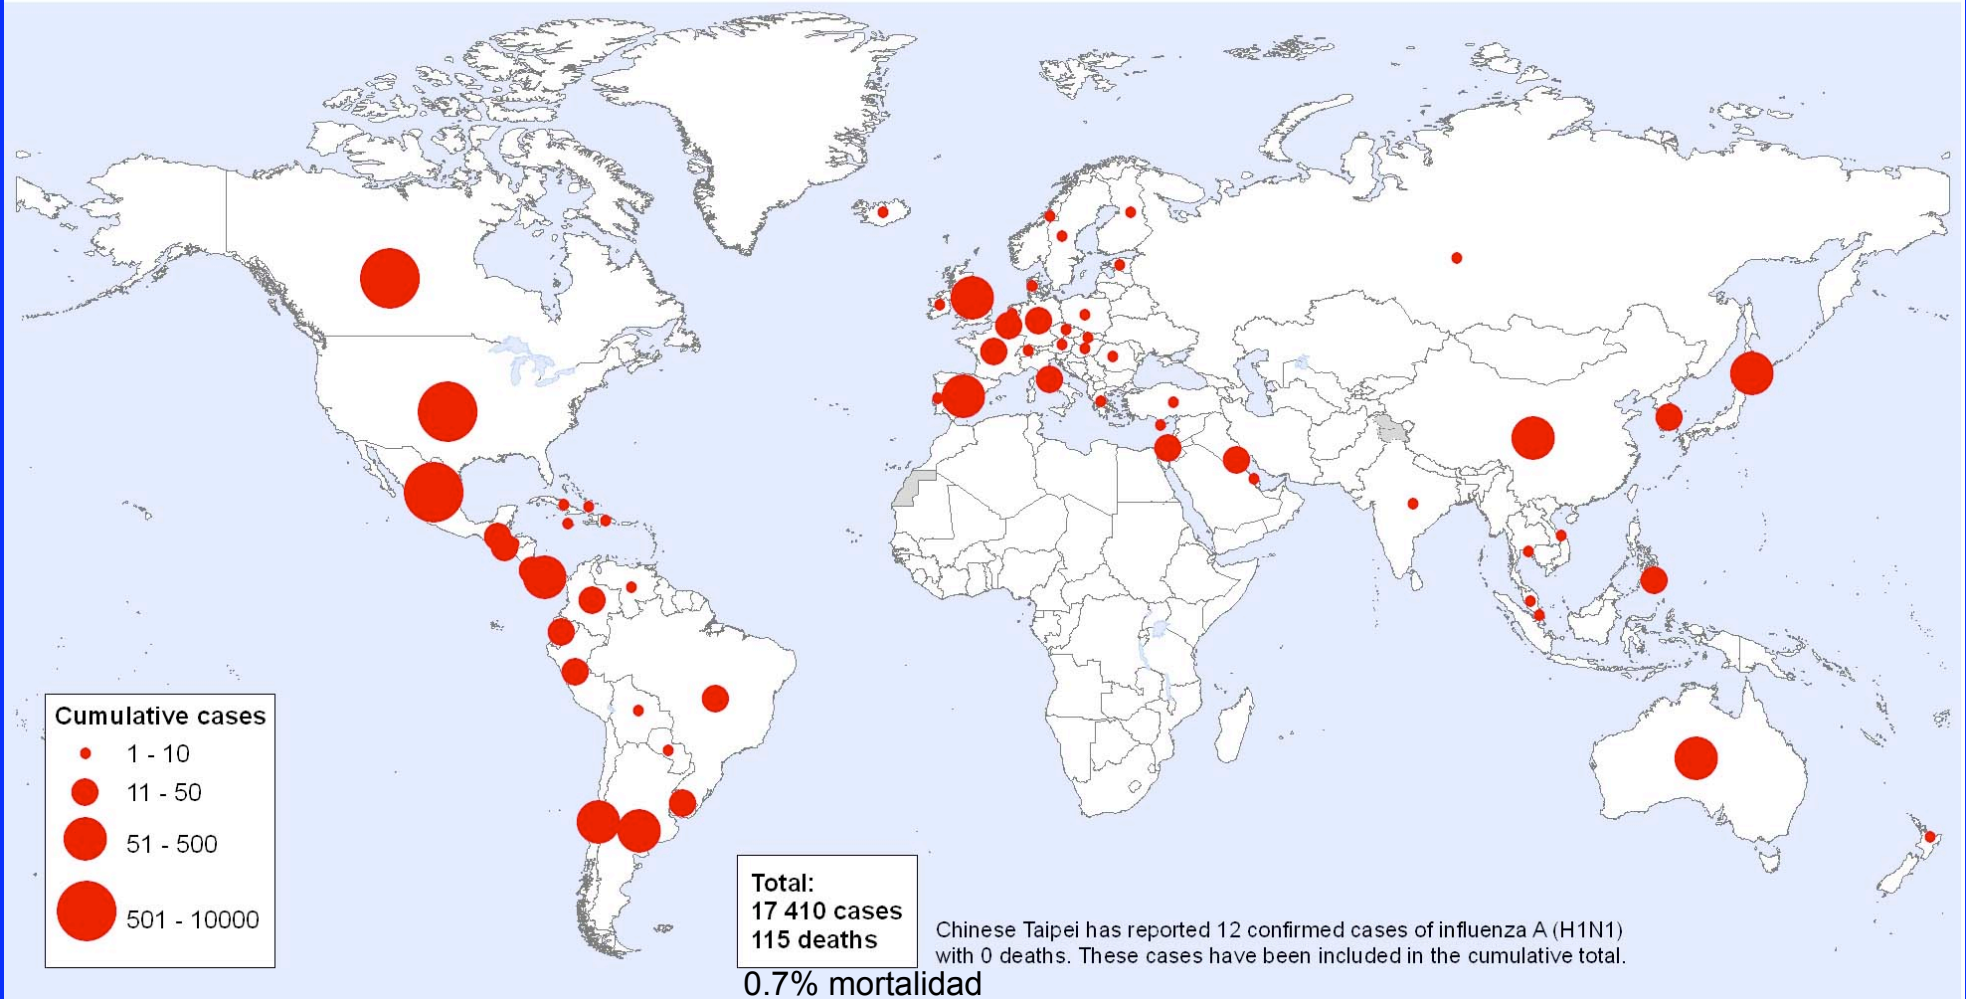 Cumulative cases
1 - 10
11 - 50
51 - 500
501 - 10000
Total:
17 410 cases
115 deaths
Chinese Taipei has reported 12 confirmed cases of influenza A (H1N1)
with 0 deaths. These cases have been included in the cumulative total.
0.7% mortalidad